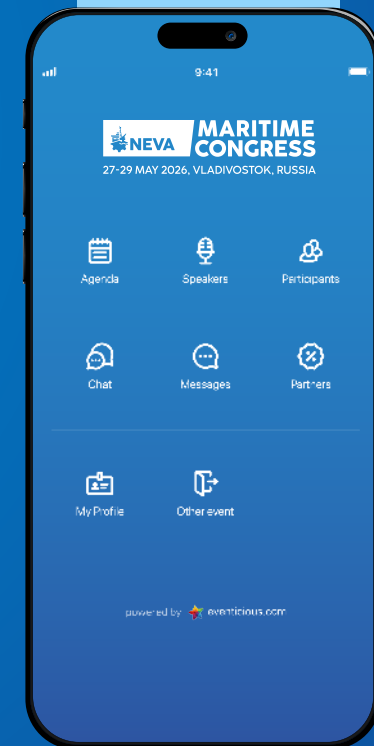 9:41
NEVA MARITIME CONGRESS
27-29 MAY 2026, VLADIVOSTOK, RUSSIA
Agenda Speakers Participants
Chat Messages Partners
My Profile Other event
powered by eventicious.com